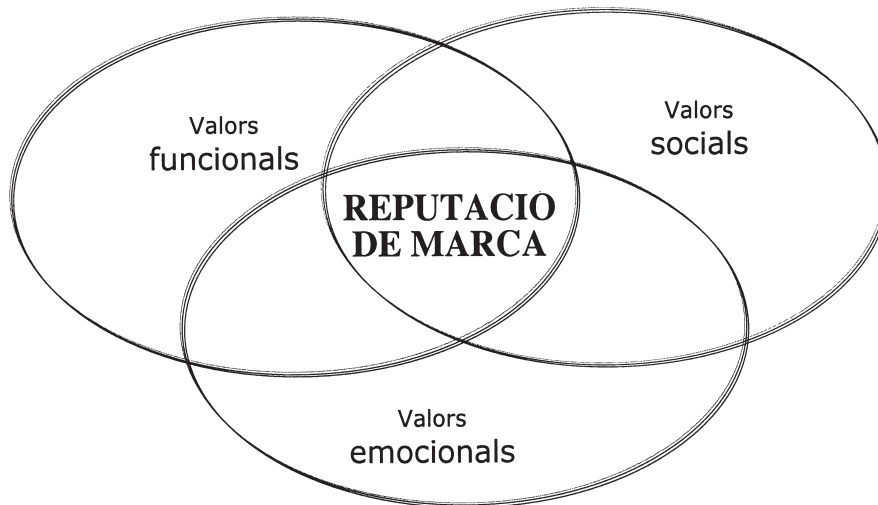 Valors
funcionals
Valors
socials
REPUTACIO
DE MARCA
Valors
emocionals